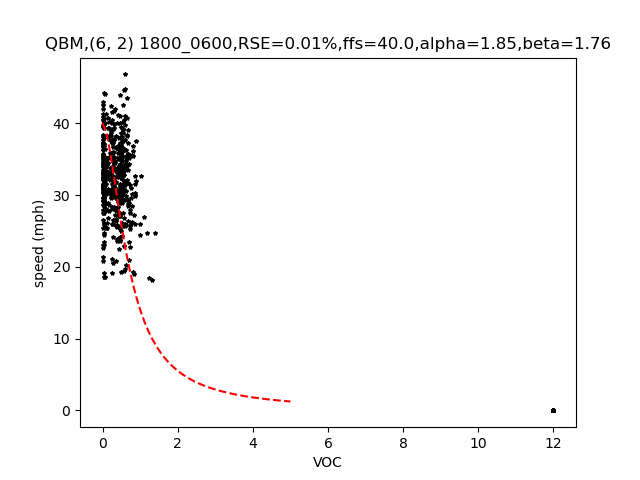 QBM,(6, 2) 1800_0600,RSE=0.01%,ffs=40.0,alpha=1.85,beta=1.76
40
30
20
10
0
speed (mph)
0 2 4 6 8 10 12
VOC